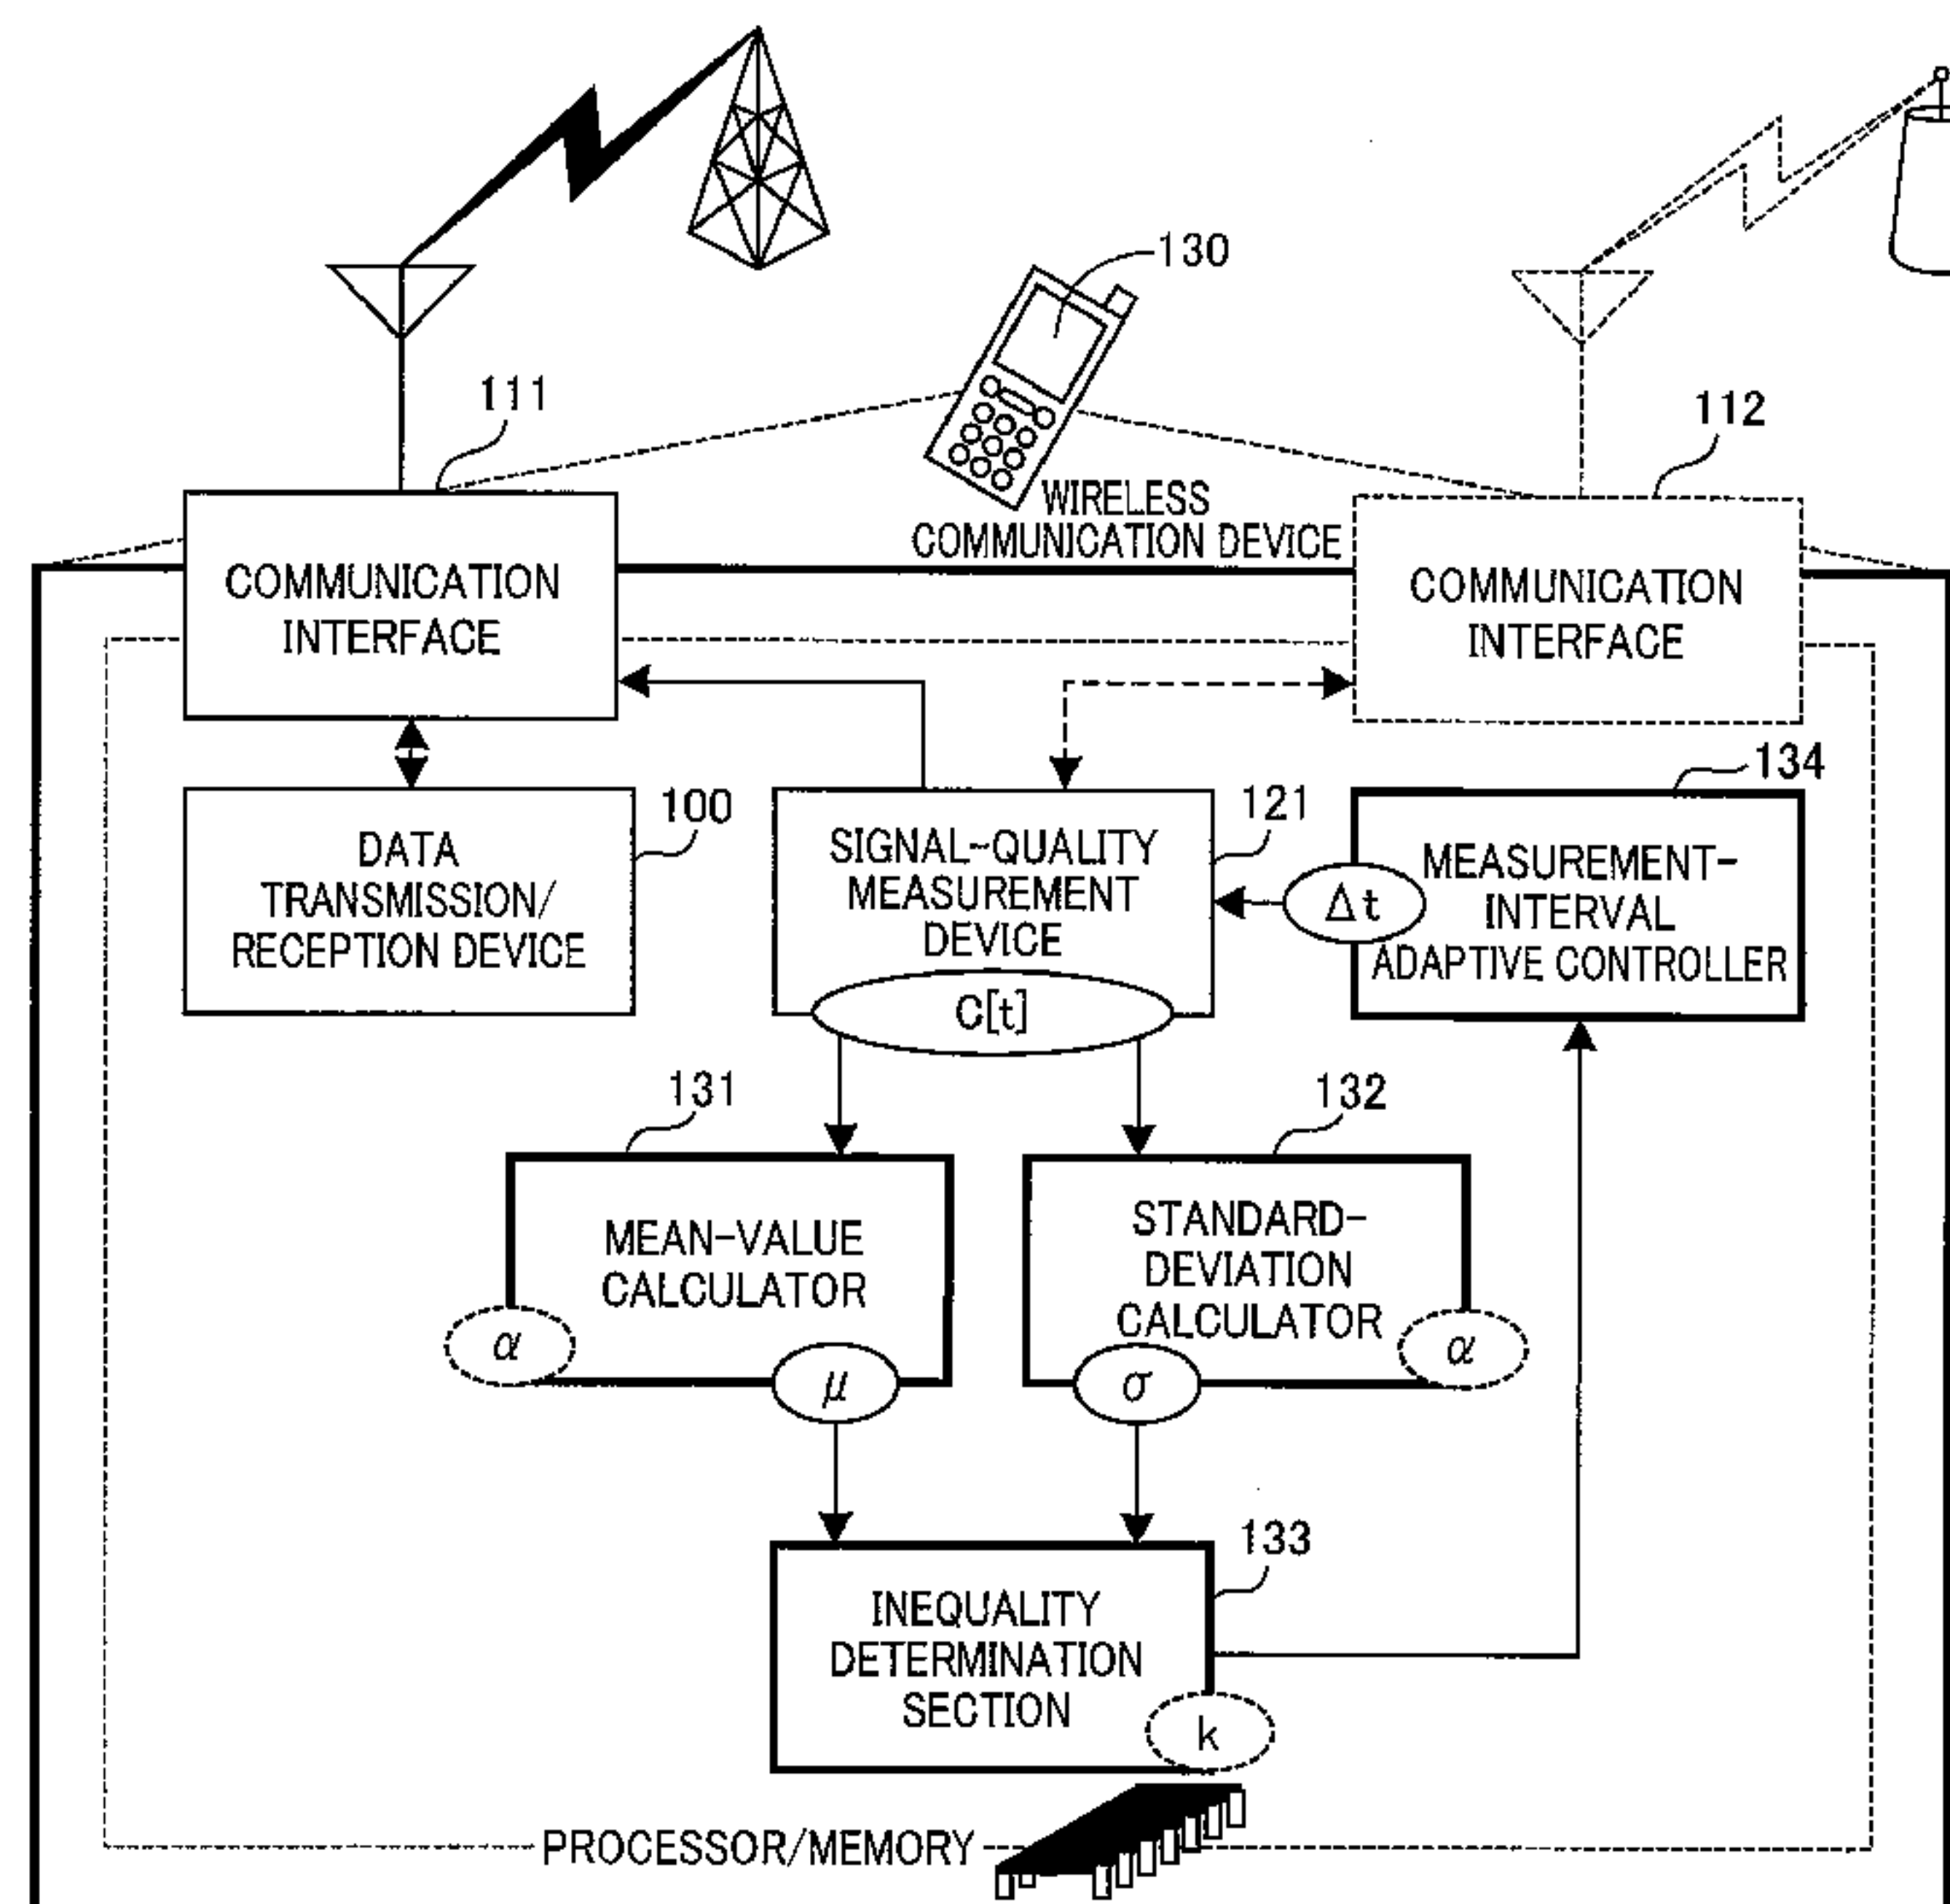 130
111
112
WIRELESS
COMMUNICATION DEVICE
COMMUNICATION
INTERFACE
COMMUNICATION
INTERFACE
134
100
121
DATA
TRANSMISSION/
RECEPTION DEVICE
SIGNAL-QUALITY
MEASUREMENT
DEVICE
C[t]
Δt
MEASUREMENT-
INTERVAL
ADAPTIVE CONTROLLER
131
132
MEAN-VALUE
CALCULATOR
α
μ
STANDARD-
DEVIATION
CALCULATOR
α
σ
133
INEQUALITY
DETERMINATION
SECTION
k
PROCESSOR/MEMORY